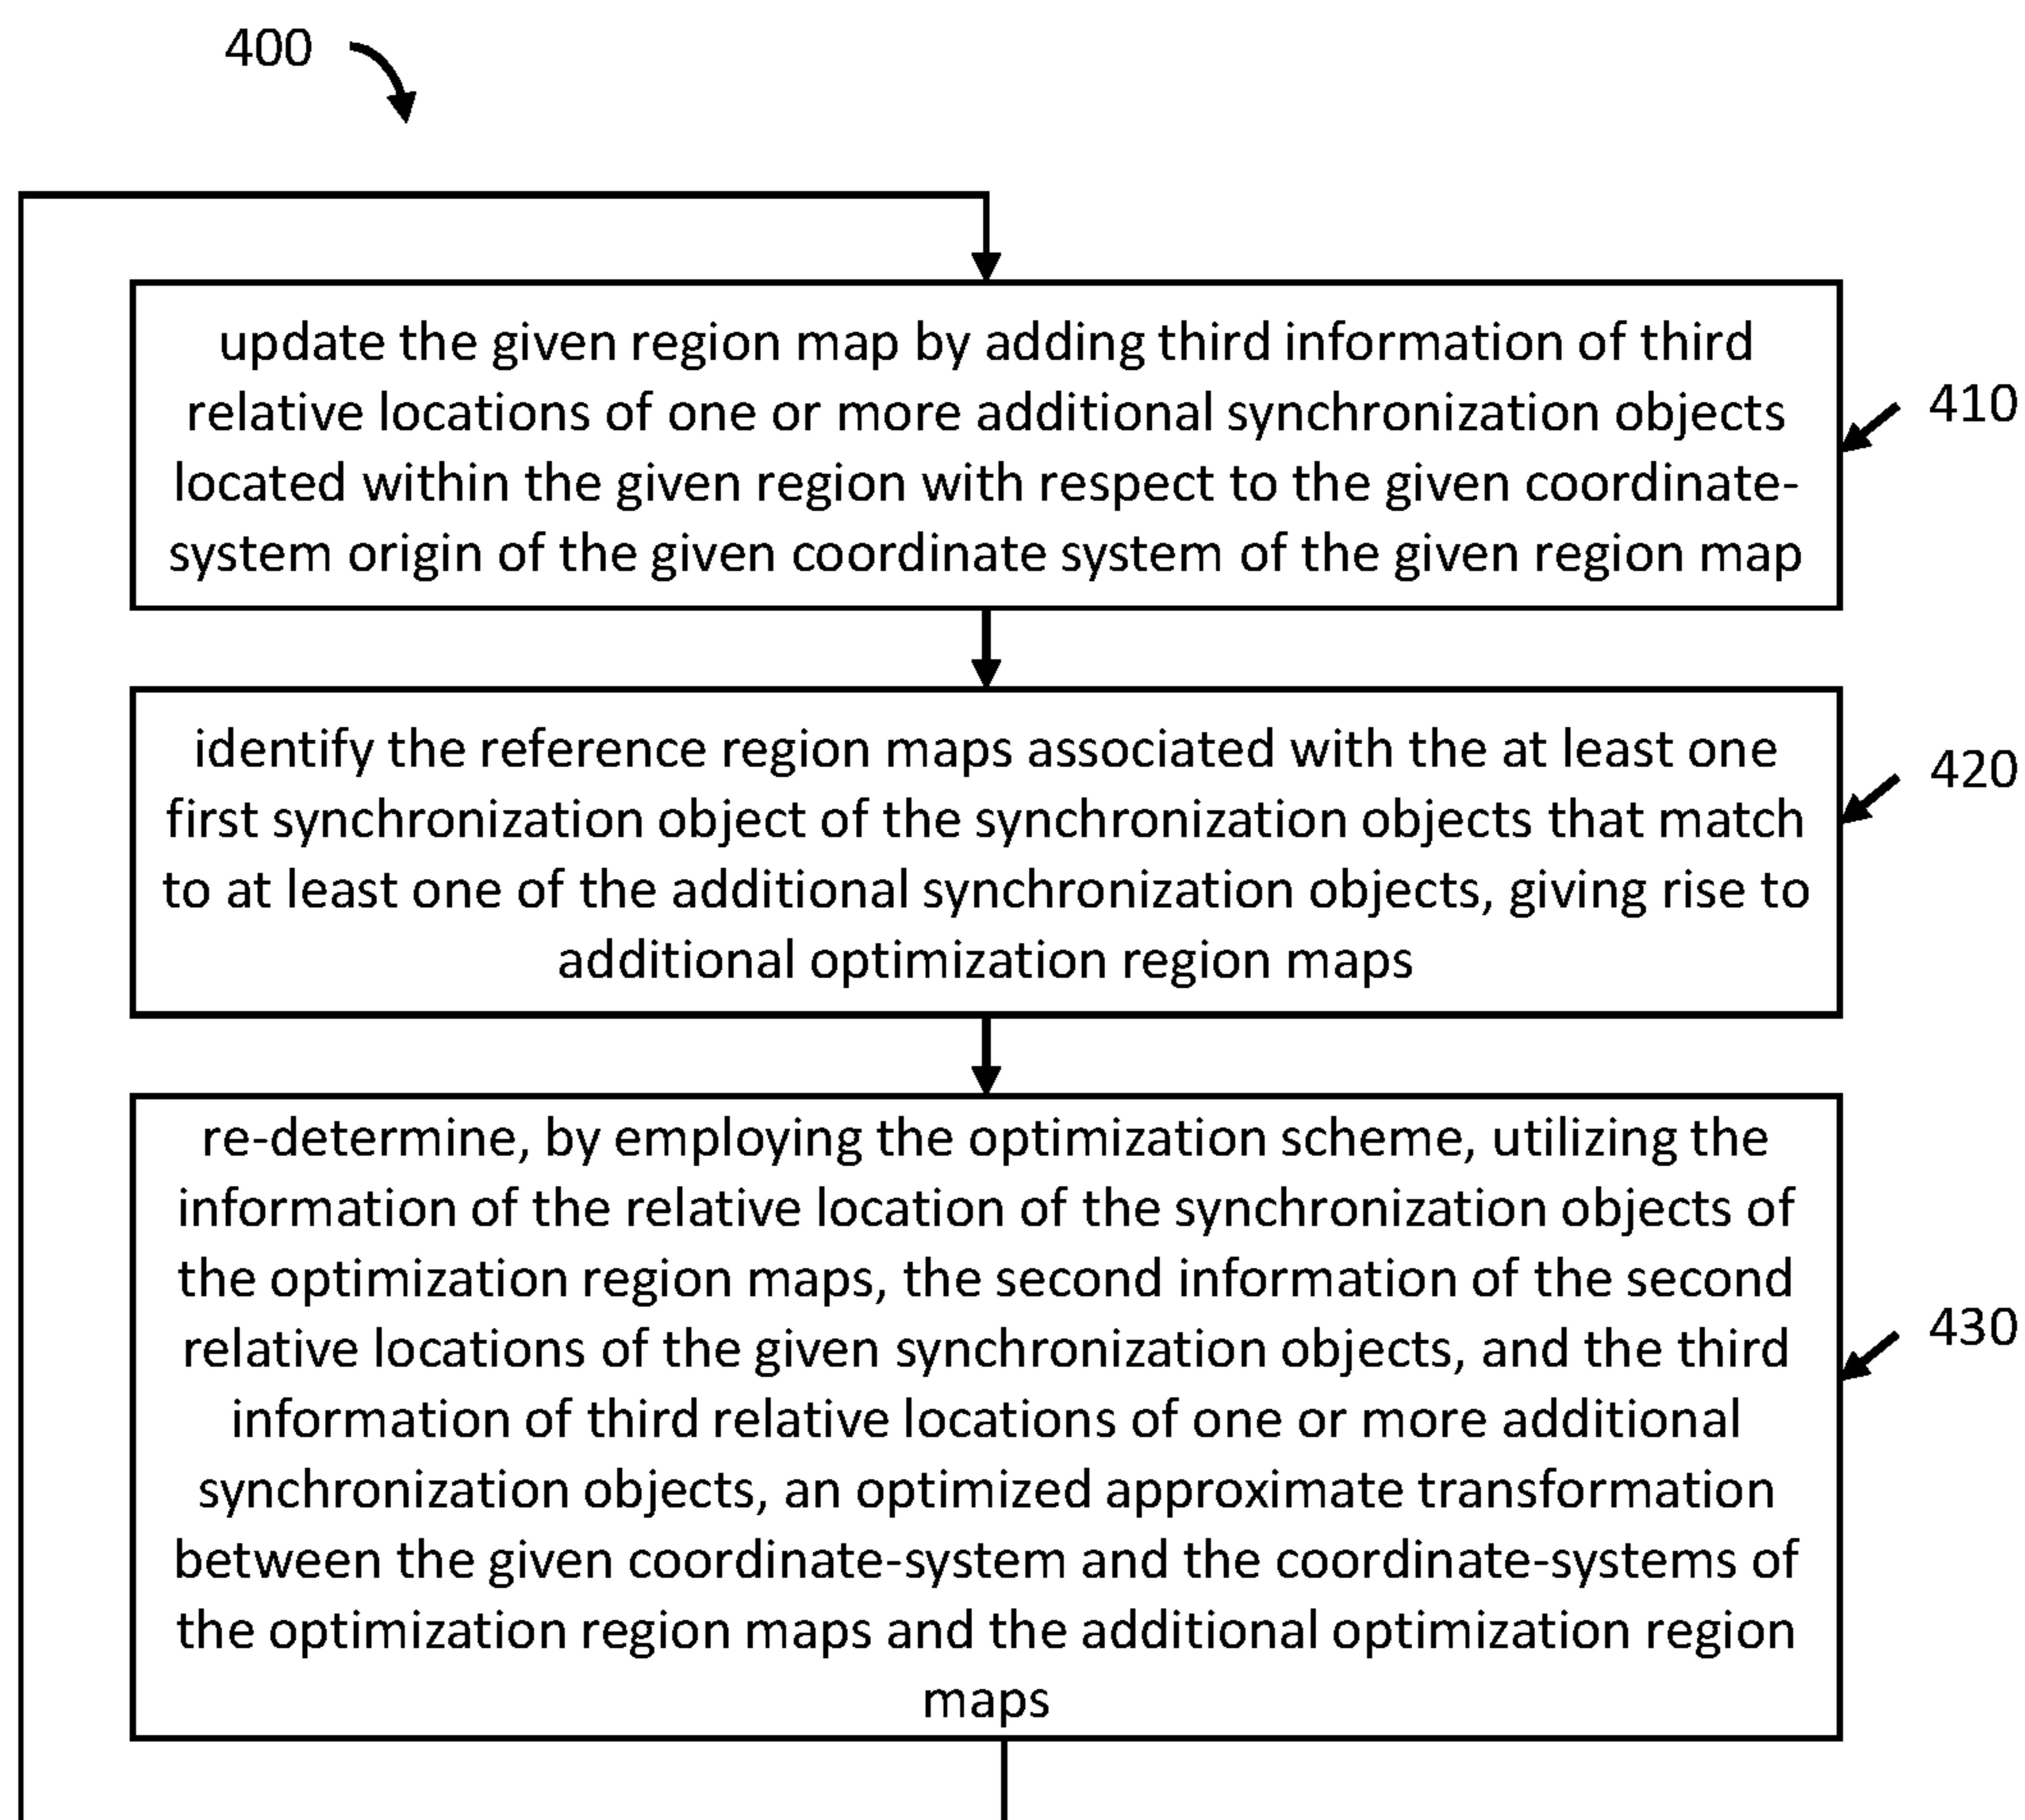 400
update the given region map by adding third information of third
relative locations of one or more additional synchronization objects
located within the given region with respect to the given coordinate-
system origin of the given coordinate system of the given region map
410
identify the reference region maps associated with the at least one
first synchronization object of the synchronization objects that match
to at least one of the additional synchronization objects, giving rise to
additional optimization region maps
420
re-determine, by employing the optimization scheme, utilizing the
information of the relative location of the synchronization objects of
the optimization region maps, the second information of the second
relative locations of the given synchronization objects, and the third
information of third relative locations of one or more additional
synchronization objects, an optimized approximate transformation
between the given coordinate-system and the coordinate-systems of
the optimization region maps and the additional optimization region
maps
430